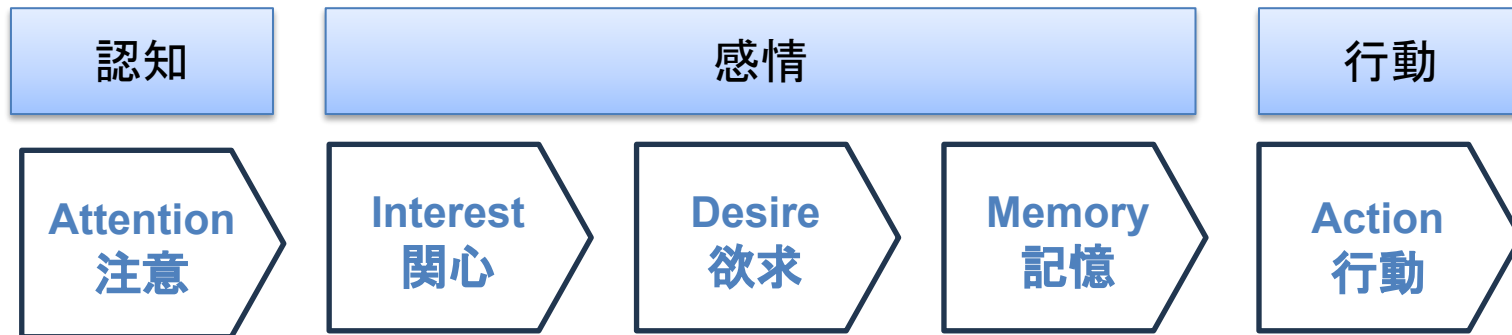 認知
感情
行動
Attention
注意
Interest
関心
Desire
欲求
Memory
記憶
Action
行動